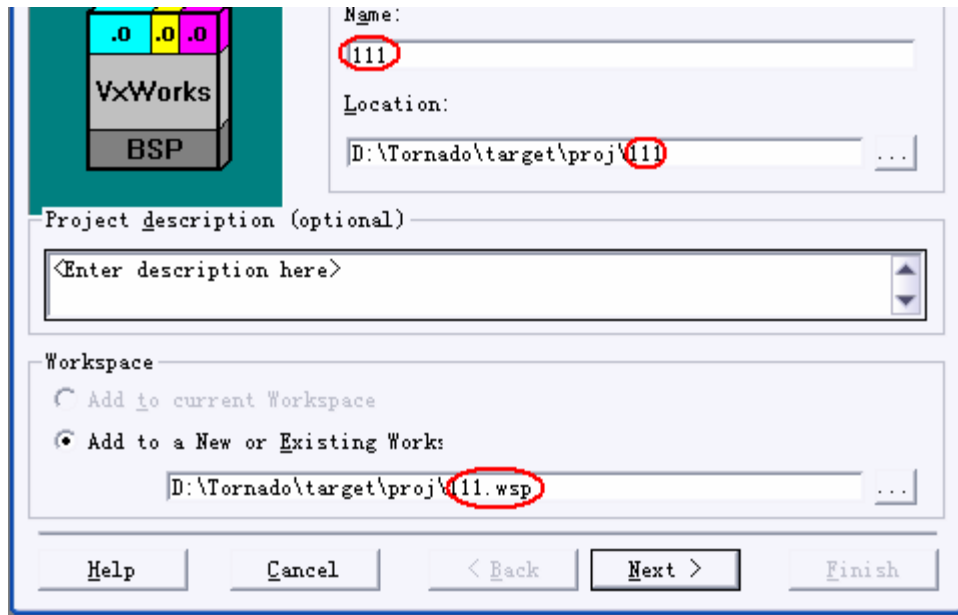 .0 .0 .0
VxWorks
BSP
Name:
111
Location:
D:\Tornado\target\proj\111
...
Project description (optional)
<Enter description here>
Workspace
Add to current Workspace
Add to a New or Existing Works
D:\Tornado\target\proj\111.wsp
...
Help Cancel < Back Next > Finish